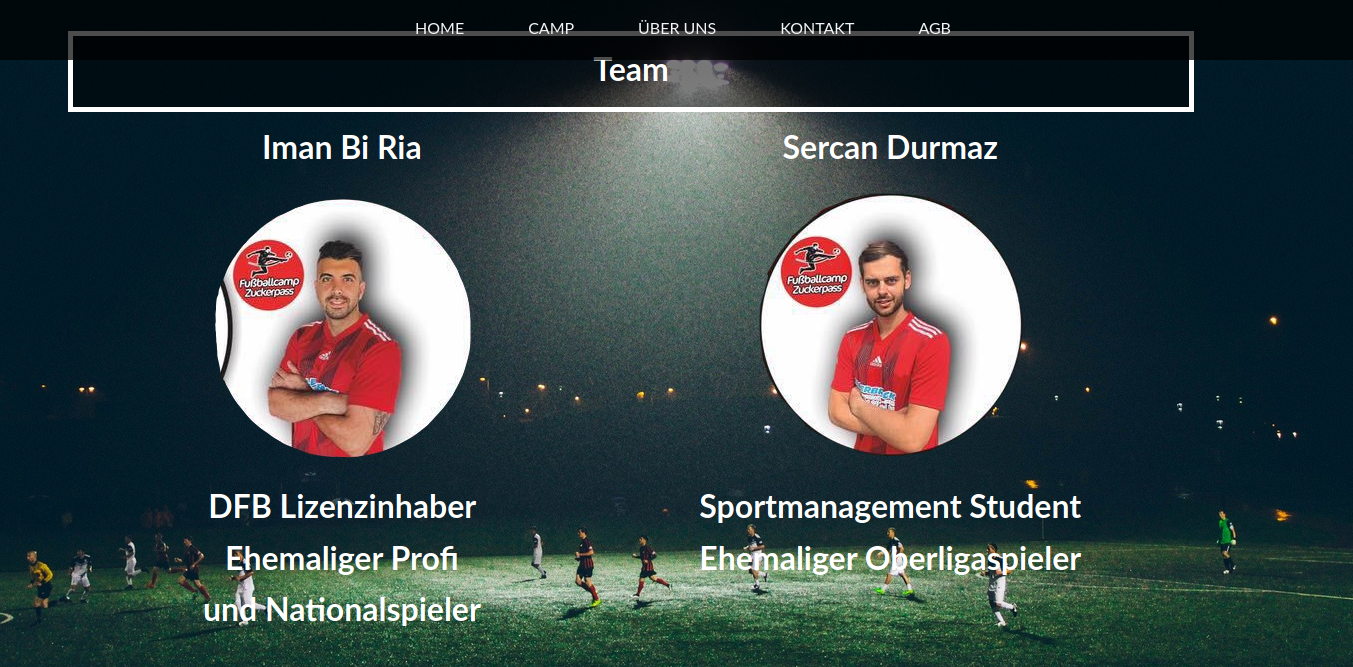 HOME CAMP ÜBER UNS KONTAKT AGB
Team
Iman Bi Ria
Sercan Durmaz
Fußballcamp
Zuckerpass
Fußballcamp
Zuckerpass
DFB Lizenzinhaber
Ehemaliger Profi
und Nationalspieler
Sportmanagement Student
Ehemaliger Oberligaspieler